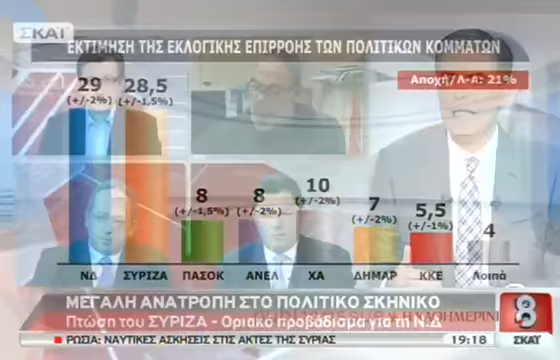 ΣΚΑΪ
ΕΚΤΙΜΗΣΗ ΤΗΣ ΕΚΛΟΓΙΚΗΣ ΕΠΙΡΡΟΗΣ ΤΩΝ ΠΟΛΙΤΙΚΩΝ ΚΟΜΜΑΤΩΝ
Αποχή/Λ-Α: 21%
29 28,5
(+/-2%) (+/-1,5%)
8 8 10 7 5,5 4
(+/-1,5%) (+/-2%) (+/-2%) (+/-2%) (+/-1%)
ΝΔ ΣΥΡΙΖΑ ΠΑΣΟΚ ΑΝΕΛ ΧΑ ΔΗΜΑΡ ΚΚΕ Λοιπά
ΜΕΓΑΛΗ ΑΝΑΤΡΟΠΗ ΣΤΟ ΠΟΛΙΤΙΚΟ ΣΚΗΝΙΚΟ
Πτώση του ΣΥΡΙΖΑ - Οριακό προβάδισμα για τη Ν.Δ
8
ΣΚΑΪ ΡΩΣΙΑ: ΝΑΥΤΙΚΕΣ ΑΣΚΗΣΕΙΣ ΣΤΙΣ ΑΚΤΕΣ ΤΗΣ ΣΥΡΙΑΣ 19:18 ΣΚΑΪ